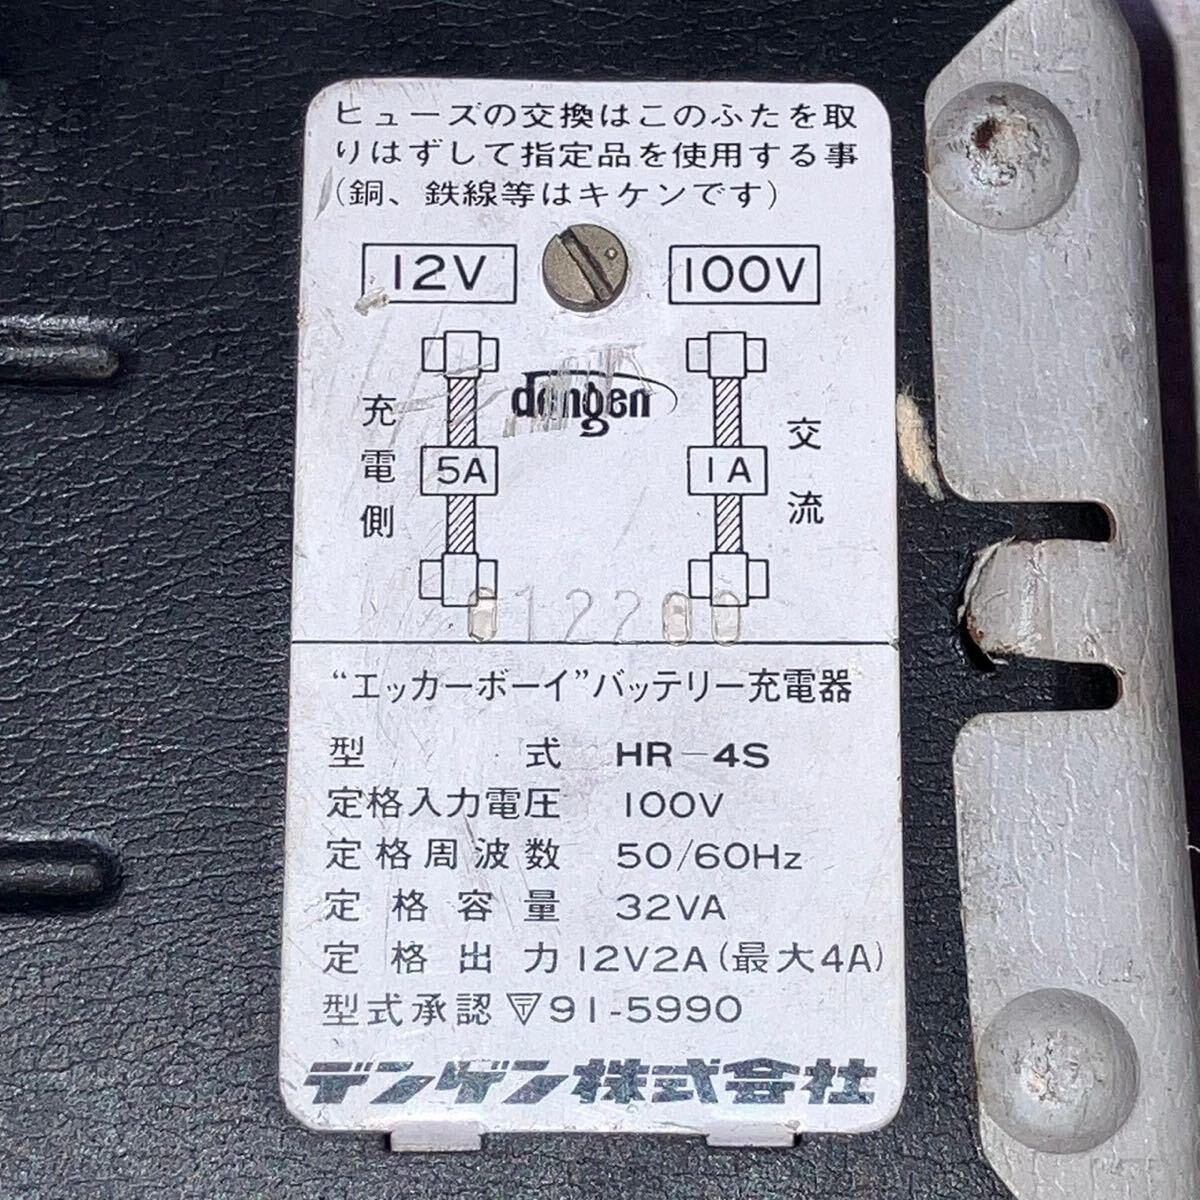 ヒューズの交換はこのふたを取
りはずして指定品を使用する事
(銅、鉄線等はキケンです)
12V
100V
dengen
充電側
5A
1A
交流
012200
“エッカーボーイ”バッテリー充電器
型式 HR-4S
定格入力電圧 100V
定格周波数 50/60Hz
定格容量 32VA
定格出力 12V2A(最大4A)
型式承認 〒91-5990
デンゲン株式会社